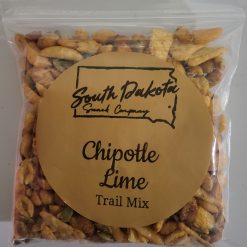 South Dakota
Snack Company
Chipotle
Lime
Trail Mix